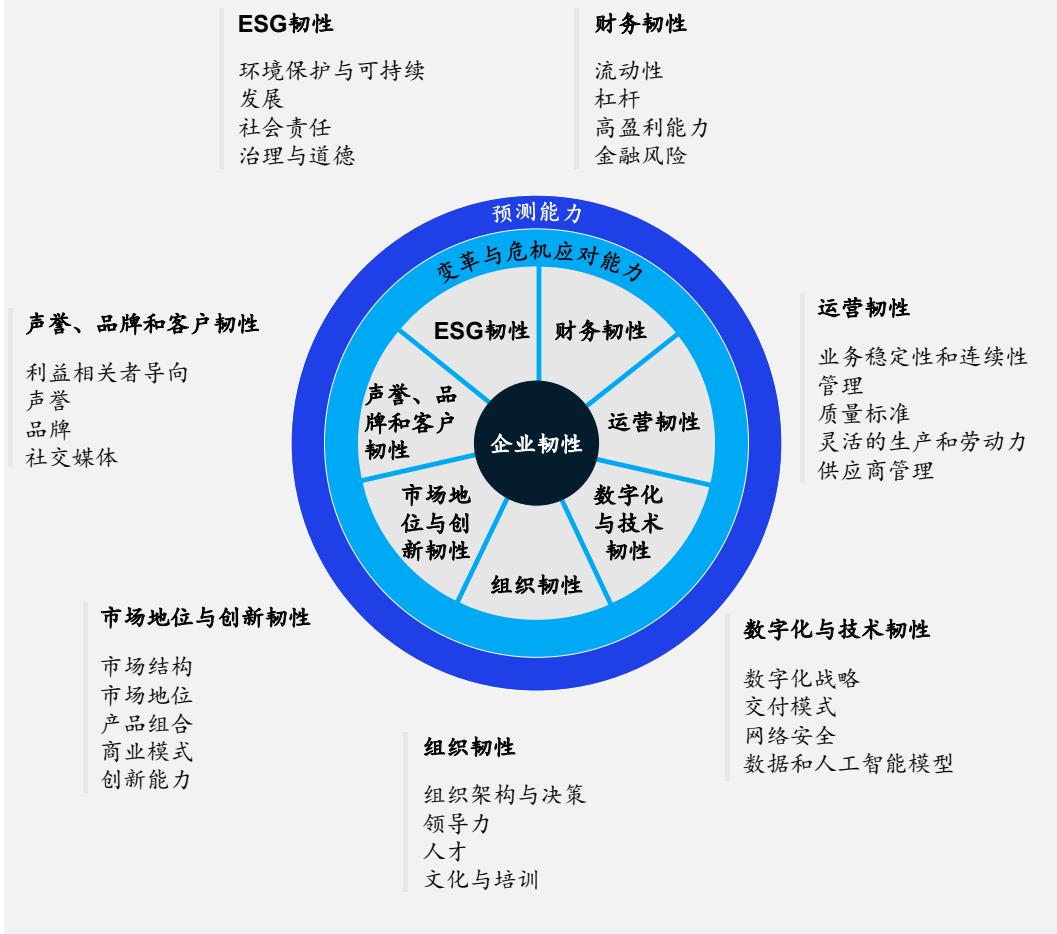 ESG韧性
环境保护与可持续
发展
社会责任
治理与道德
财务韧性
流动性
杠杆
高盈利能力
金融风险
预测能力
变革与危机应对能力
ESG韧性
财务韧性
声誉、品
牌和客户
韧性
运营韧性
企业韧性
市场地
位与创
新韧性
数字化
与技术
韧性
组织韧性
声誉、品牌和客户韧性
利益相关者导向
声誉
品牌
社交媒体
运营韧性
业务稳定性和连续性
管理
质量标准
灵活的生产和劳动力
供应商管理
市场地位与创新韧性
市场结构
市场地位
产品组合
商业模式
创新能力
数字化与技术韧性
数字化战略
交付模式
网络安全
数据和人工智能模型
组织韧性
组织架构与决策
领导力
人才
文化与培训